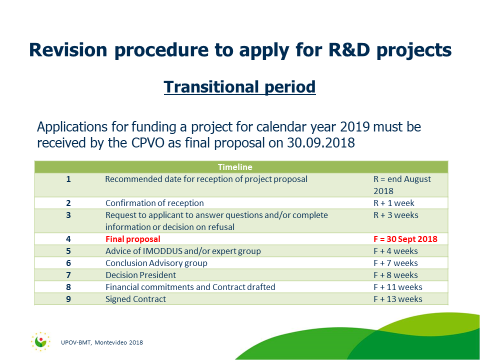 Revision procedure to apply for R&D projects
Transitional period
Applications for funding a project for calendar year 2019 must be
received by the CPVO as final proposal on 30.09.2018
Timeline
1 Recommended date for reception of project proposal R = end August
2018
2 Confirmation of reception R + 1 week
3 Request to applicant to answer questions and/or complete R + 3 weeks
information or decision on refusal
4 Final proposal F = 30 Sept 2018
5 Advice of IMODDUS and/or expert group F + 4 weeks
6 Conclusion Advisory group F + 7 weeks
7 Decision President F + 8 weeks
8 Financial commitments and Contract drafted F + 11 weeks
9 Signed Contract F + 13 weeks
UPOV-BMT, Montevideo 2018